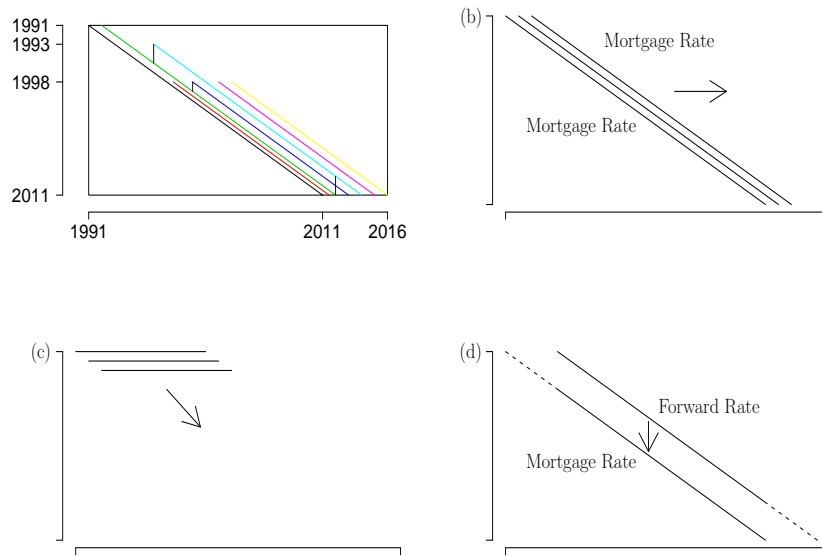 1991
1993
1998
2011
1991
2011
2016
(b)
Mortgage Rate
Mortgage Rate
(c)
(d)
Forward Rate
Mortgage Rate